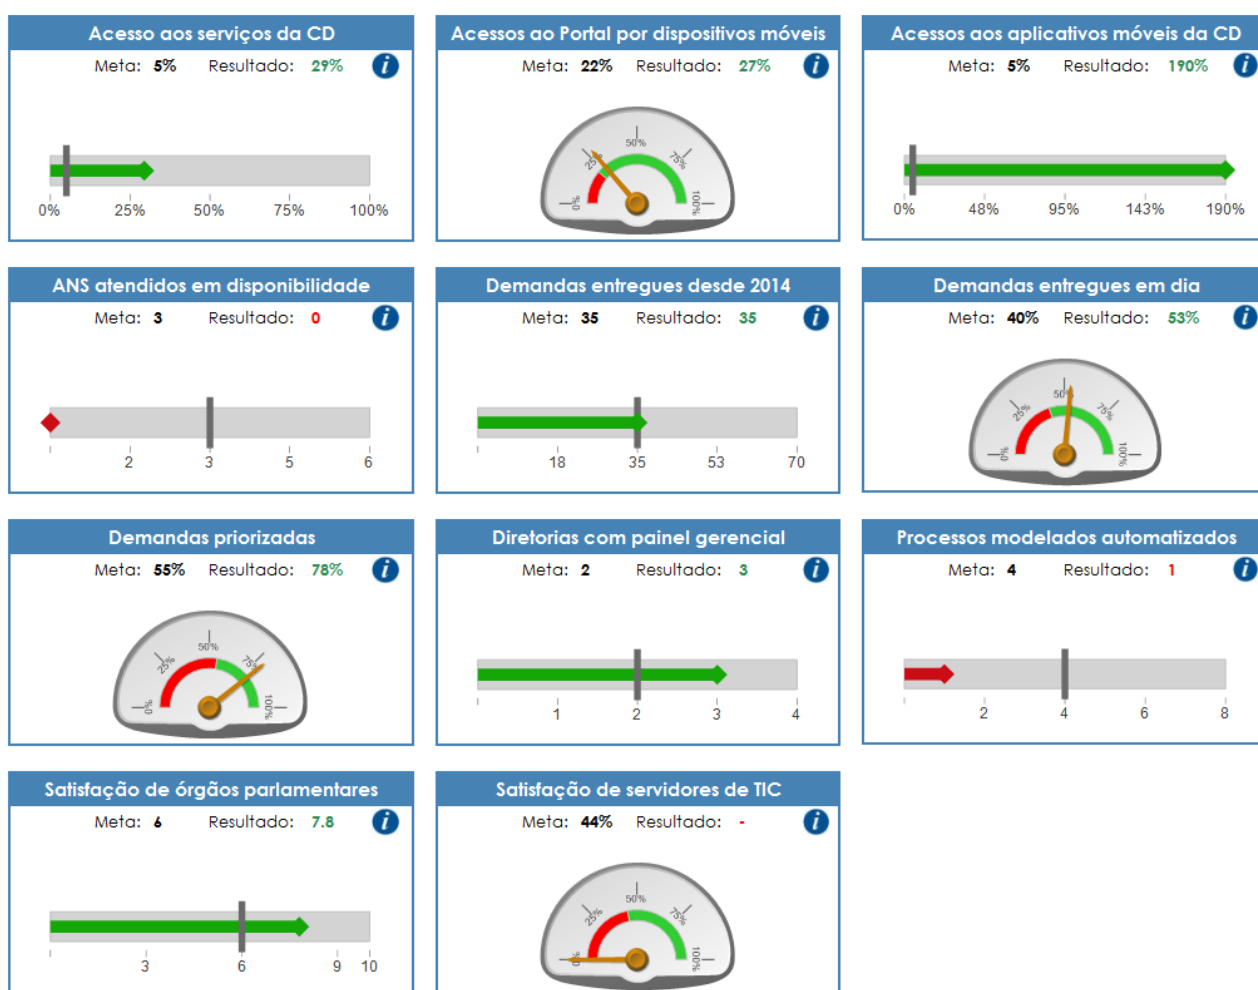 Acesso aos serviços da CD
Meta: 5% Resultado: 29% i
0% 25% 50% 75% 100%
Acessos ao Portal por dispositivos móveis
Meta: 22% Resultado: 27% i
0% 25% 50% 75% 100%
Acessos aos aplicativos móveis da CD
Meta: 5% Resultado: 190% i
0% 48% 95% 143% 190%
ANS atendidos em disponibilidade
Meta: 3 Resultado: 0 i
2 3 5 6
Demandas entregues desde 2014
Meta: 35 Resultado: 35 i
18 35 53 70
Demandas entregues em dia
Meta: 40% Resultado: 53% i
0% 25% 50% 75% 100%
Demandas priorizadas
Meta: 55% Resultado: 78% i
0% 25% 50% 75% 100%
Diretorias com painel gerencial
Meta: 2 Resultado: 3 i
1 2 3 4
Processos modelados automatizados
Meta: 4 Resultado: 1 i
2 4 6 8
Satisfação de órgãos parlamentares
Meta: 6 Resultado: 7.8 i
3 6 9 10
Satisfação de servidores de TIC
Meta: 44% Resultado: - i
0% 25% 50% 75% 100%